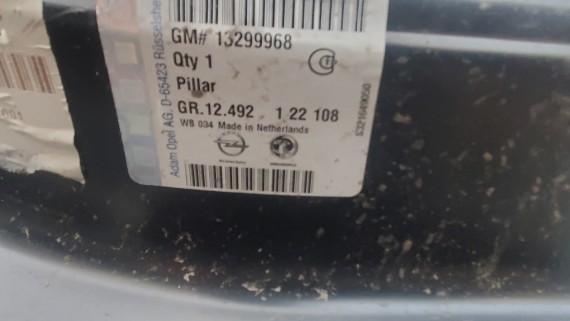 GM# 13299968
Qty 1
Pillar
GR.12.492 1 22 108
WB 034 Made in Netherlands
Adam Opel AG. D-65423 Rüsselshe